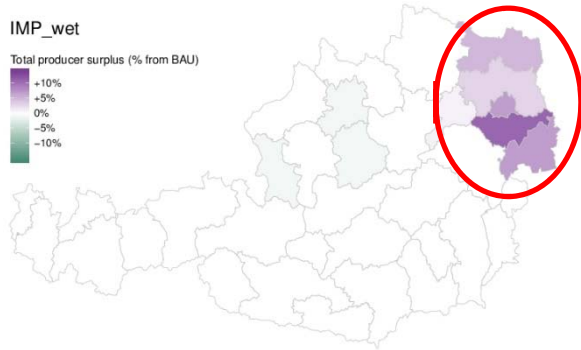 IMP_wet
Total producer surplus (% from BAU)
+10%
+5%
0%
−5%
−10%